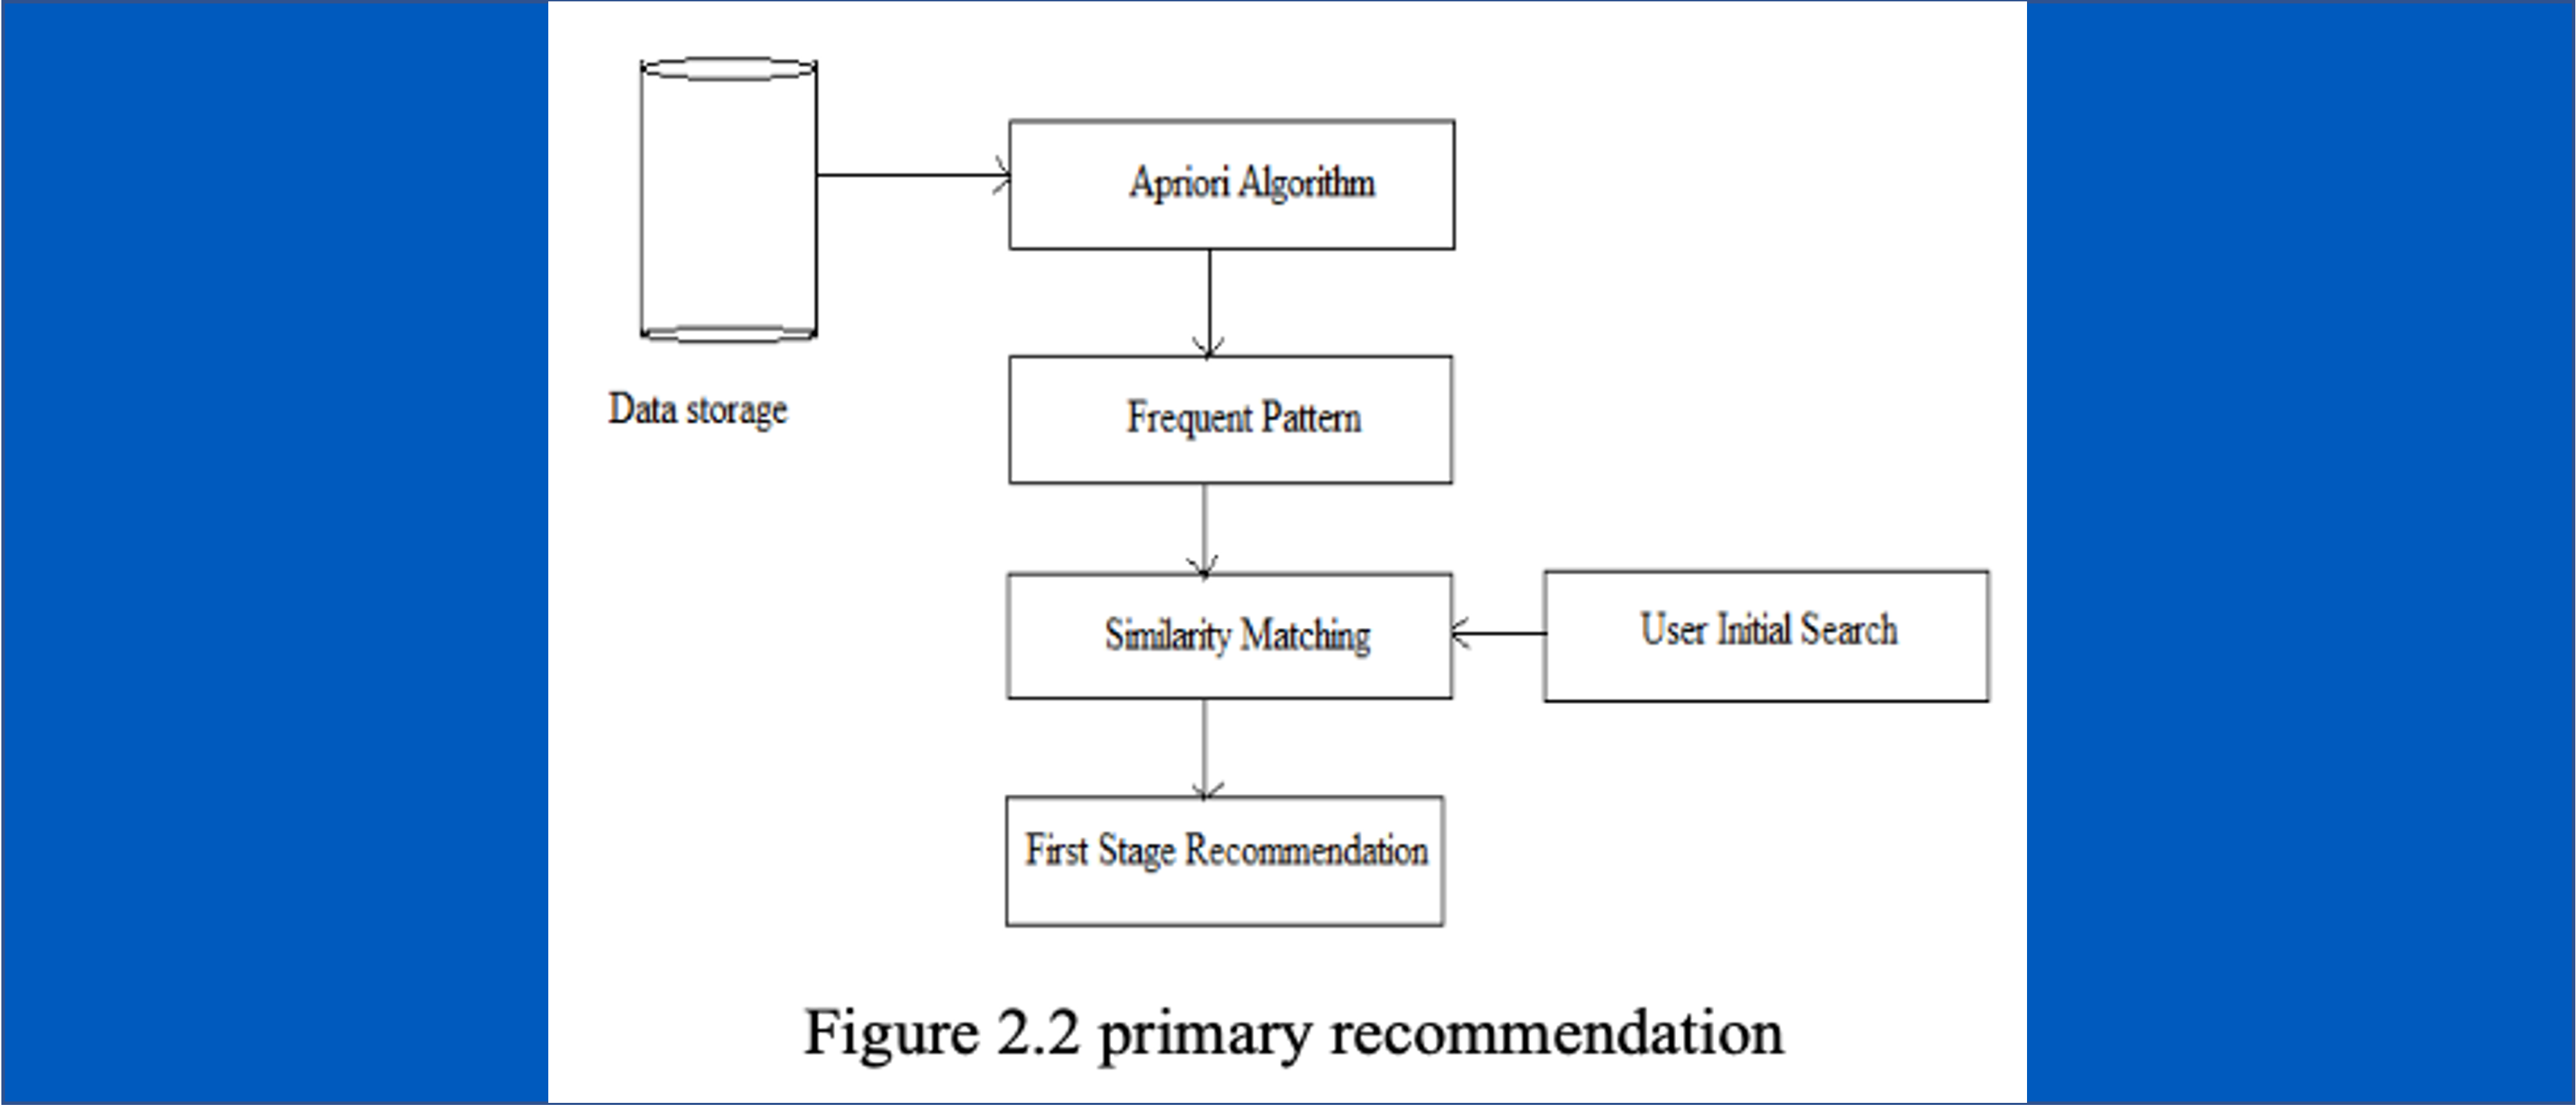 Apriori Algorithm
Data storage
Frequent Pattern
Similarity Matching
User Initial Search
First Stage Recommendation
Figure 2.2 primary recommendation